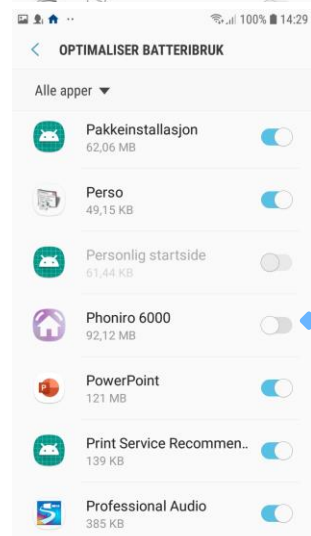 100% 14:29
OPTIMALISER BATTERIBRUK
Alle apper
Pakkeinstallasjon
62,06 MB
Perso
49,15 KB
Personlig startside
61,44 KB
Phoniro 6000
92,12 MB
PowerPoint
121 MB
Print Service Recommen..
139 KB
Professional Audio
385 KB